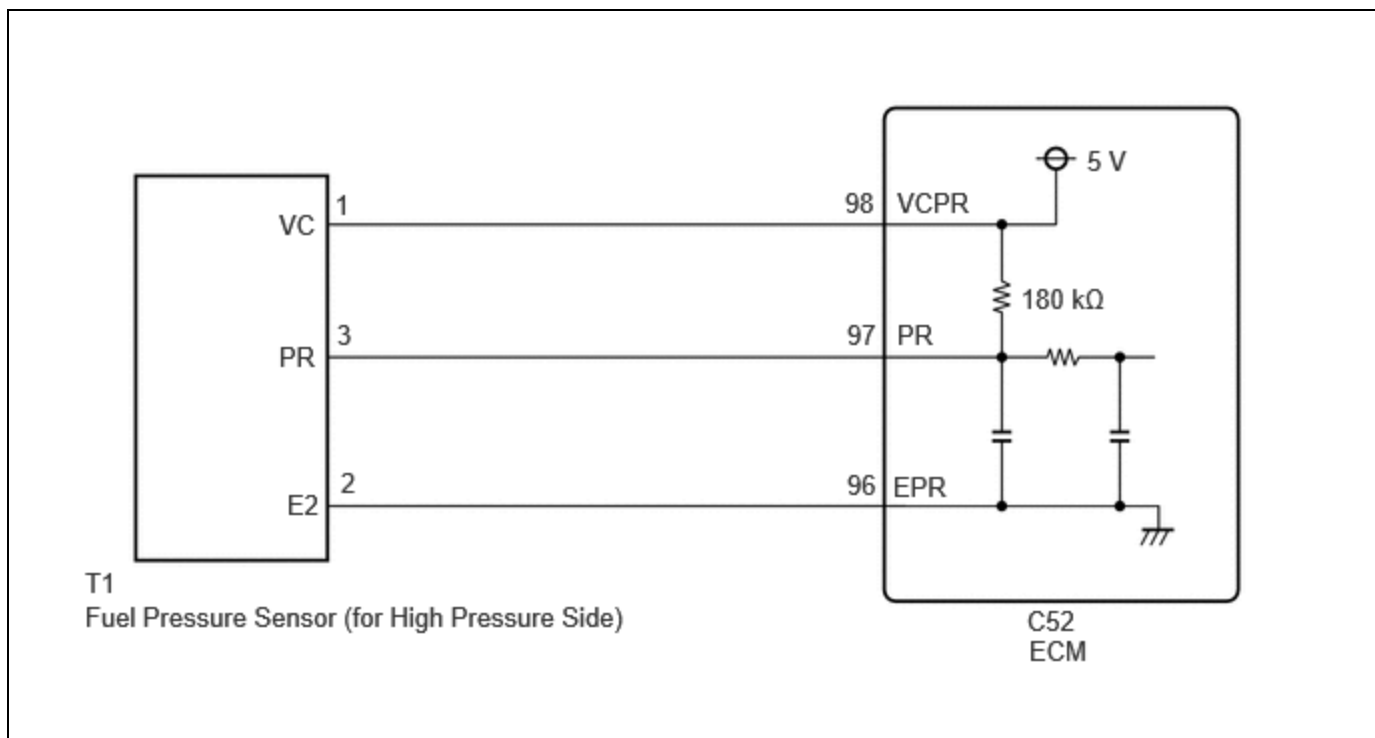 5 V
1
98
VCPR
VC
180 kΩ
3
97
PR
PR
2
96
EPR
E2
T1
Fuel Pressure Sensor (for High Pressure Side)
C52
ECM